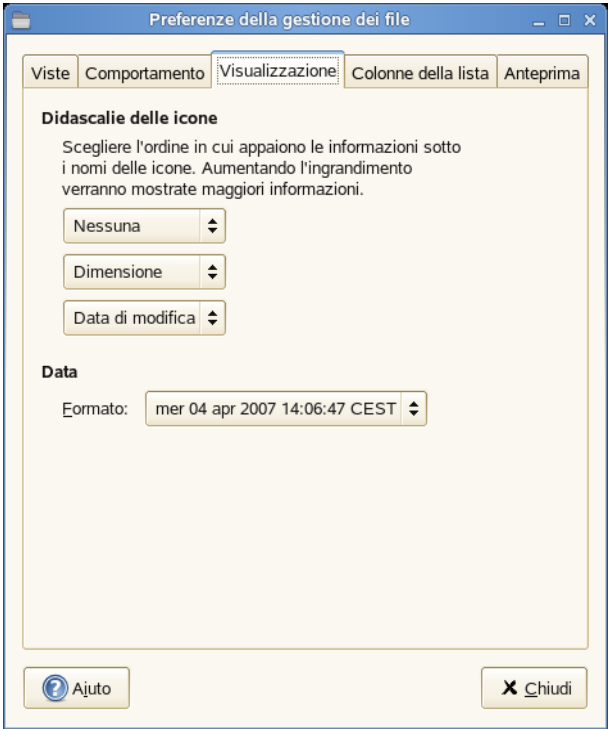 Preferenze della gestione dei file
Viste Comportamento Visualizzazione Colonne della lista Anteprima
Didascalie delle icone
Scegliere l'ordine in cui appaiono le informazioni sotto
i nomi delle icone. Aumentando l'ingrandimento
verranno mostrate maggiori informazioni.
Nessuna
Dimensione
Data di modifica
Data
Formato: mer 04 apr 2007 14:06:47 CEST
Aiuto Chiudi